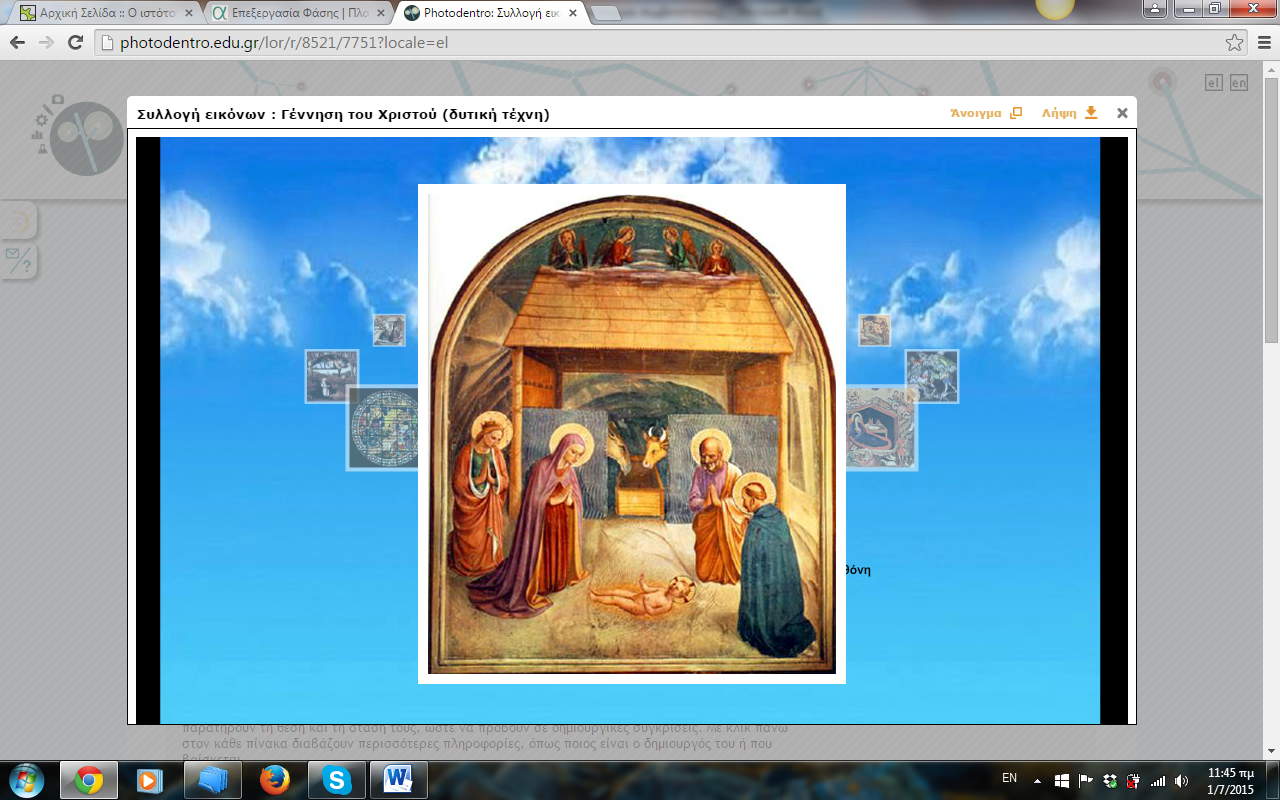 Αρχική Σελίδα :: Ο ιστότο
Επεξεργασία Φάσης | Πλα
Photodentro: Συλλογή εικ
photodentro.edu.gr/lor/r/8521/7751?locale=el
el en
Συλλογή εικόνων : Γέννηση του Χριστού (δυτική τέχνη)
Άνοιγμα
Λήψη
θόνη
παρατηρούν τη θέση και τη στάση τους, ώστε να προβούν σε δημιουργικές συγκρίσεις. Με κλικ πάνω
στον κάθε πίνακα διαβάζουν περισσότερες πληροφορίες, όπως ποιος είναι ο δημιουργός του ή που
EN
11:45 πμ
1/7/2015